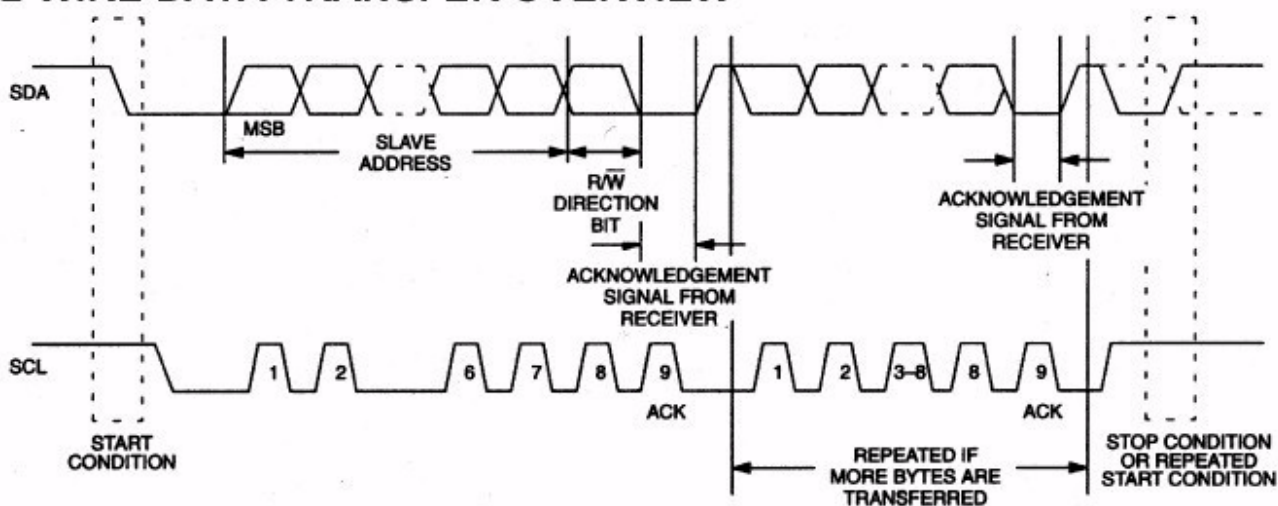 SDA
MSB
SLAVE
ADDRESS
R/W̅
DIRECTION
BIT
ACKNOWLEDGEMENT
SIGNAL FROM
RECEIVER
ACKNOWLEDGEMENT
SIGNAL FROM
RECEIVER
SCL
1
2
6
7
8
9
1
2
3–8
8
9
ACK
ACK
START
CONDITION
REPEATED IF
MORE BYTES ARE
TRANSFERRED
STOP CONDITION
OR REPEATED
START CONDITION